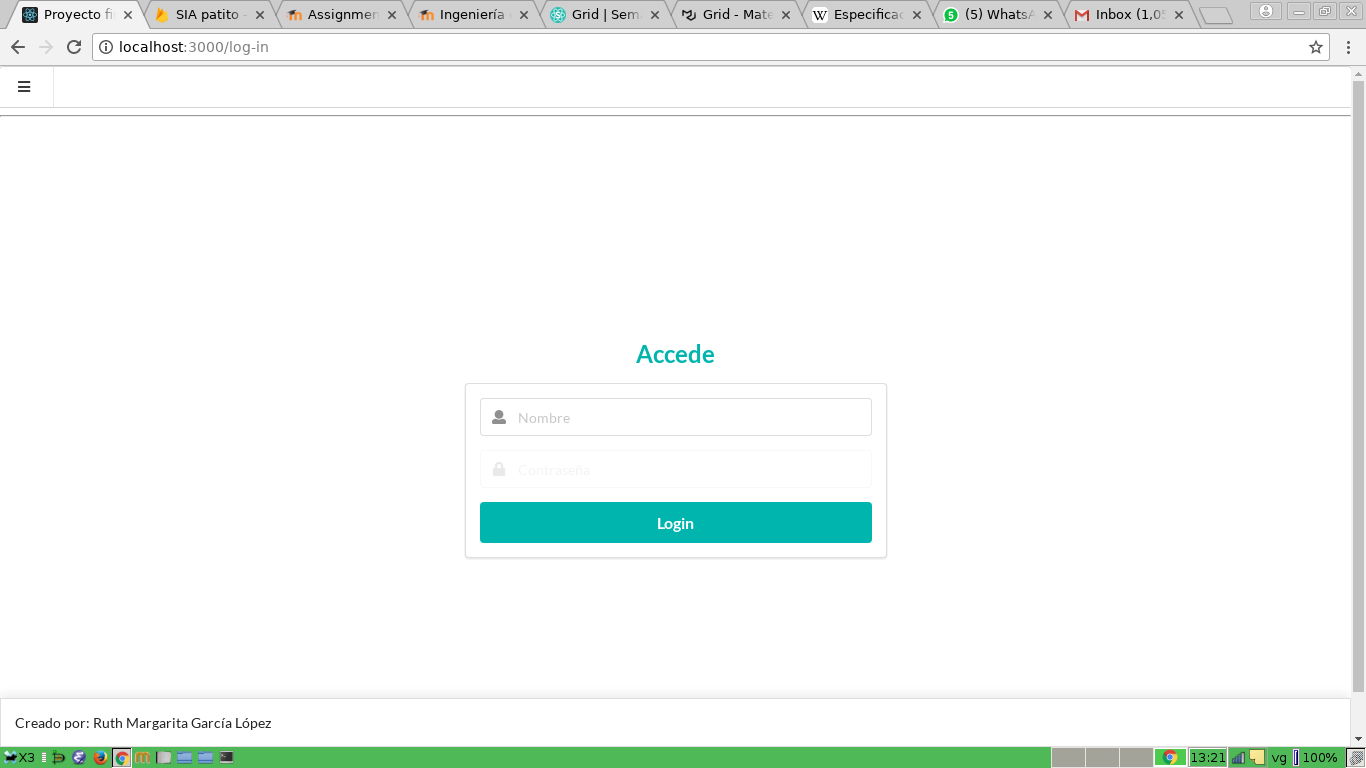 Proyecto fi
SIA patito -
Assignmen
Ingeniería
Grid | Sem
Grid - Mate
Especificac
(5) WhatsA
Inbox (1,05
localhost:3000/log-in
Accede
Nombre
Contraseña
Login
Creado por: Ruth Margarita García López
X3
13:21
vg
100%